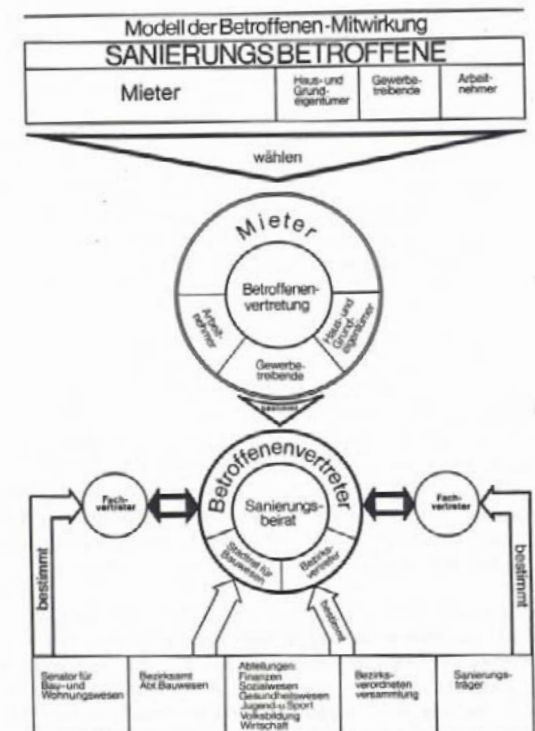 Modell der Betroffenen-Mitwirkung
SANIERUNGSBETROFFENE
Mieter
Haus- und
Grund-
eigentümer
Gewerbe-
treibende
Arbeit-
nehmer
wählen
Mieter
Betroffenen-
vertretung
Arbeit-
nehmer
Gewerbe-
treibende
Haus- und
Grund-
eigentümer
bestimmt
Betroffenenvertreter
Sanierungs-
beirat
Stadtrat für
Bauwesen
Bezirks-
vertreter
Fach-
vertreter
Fach-
vertreter
bestimmt
bestimmt
bestimmt
Senator für
Bau- und
Wohnungswesen
Bezirksamt
Abt. Bauwesen
Abteilungen:
Finanzen
Sozialwesen
Gesundheitswesen
Jugend u. Sport
Volksbildung
Wirtschaft
Bezirks-
verordneten
versammlung
Sanierungs-
träger